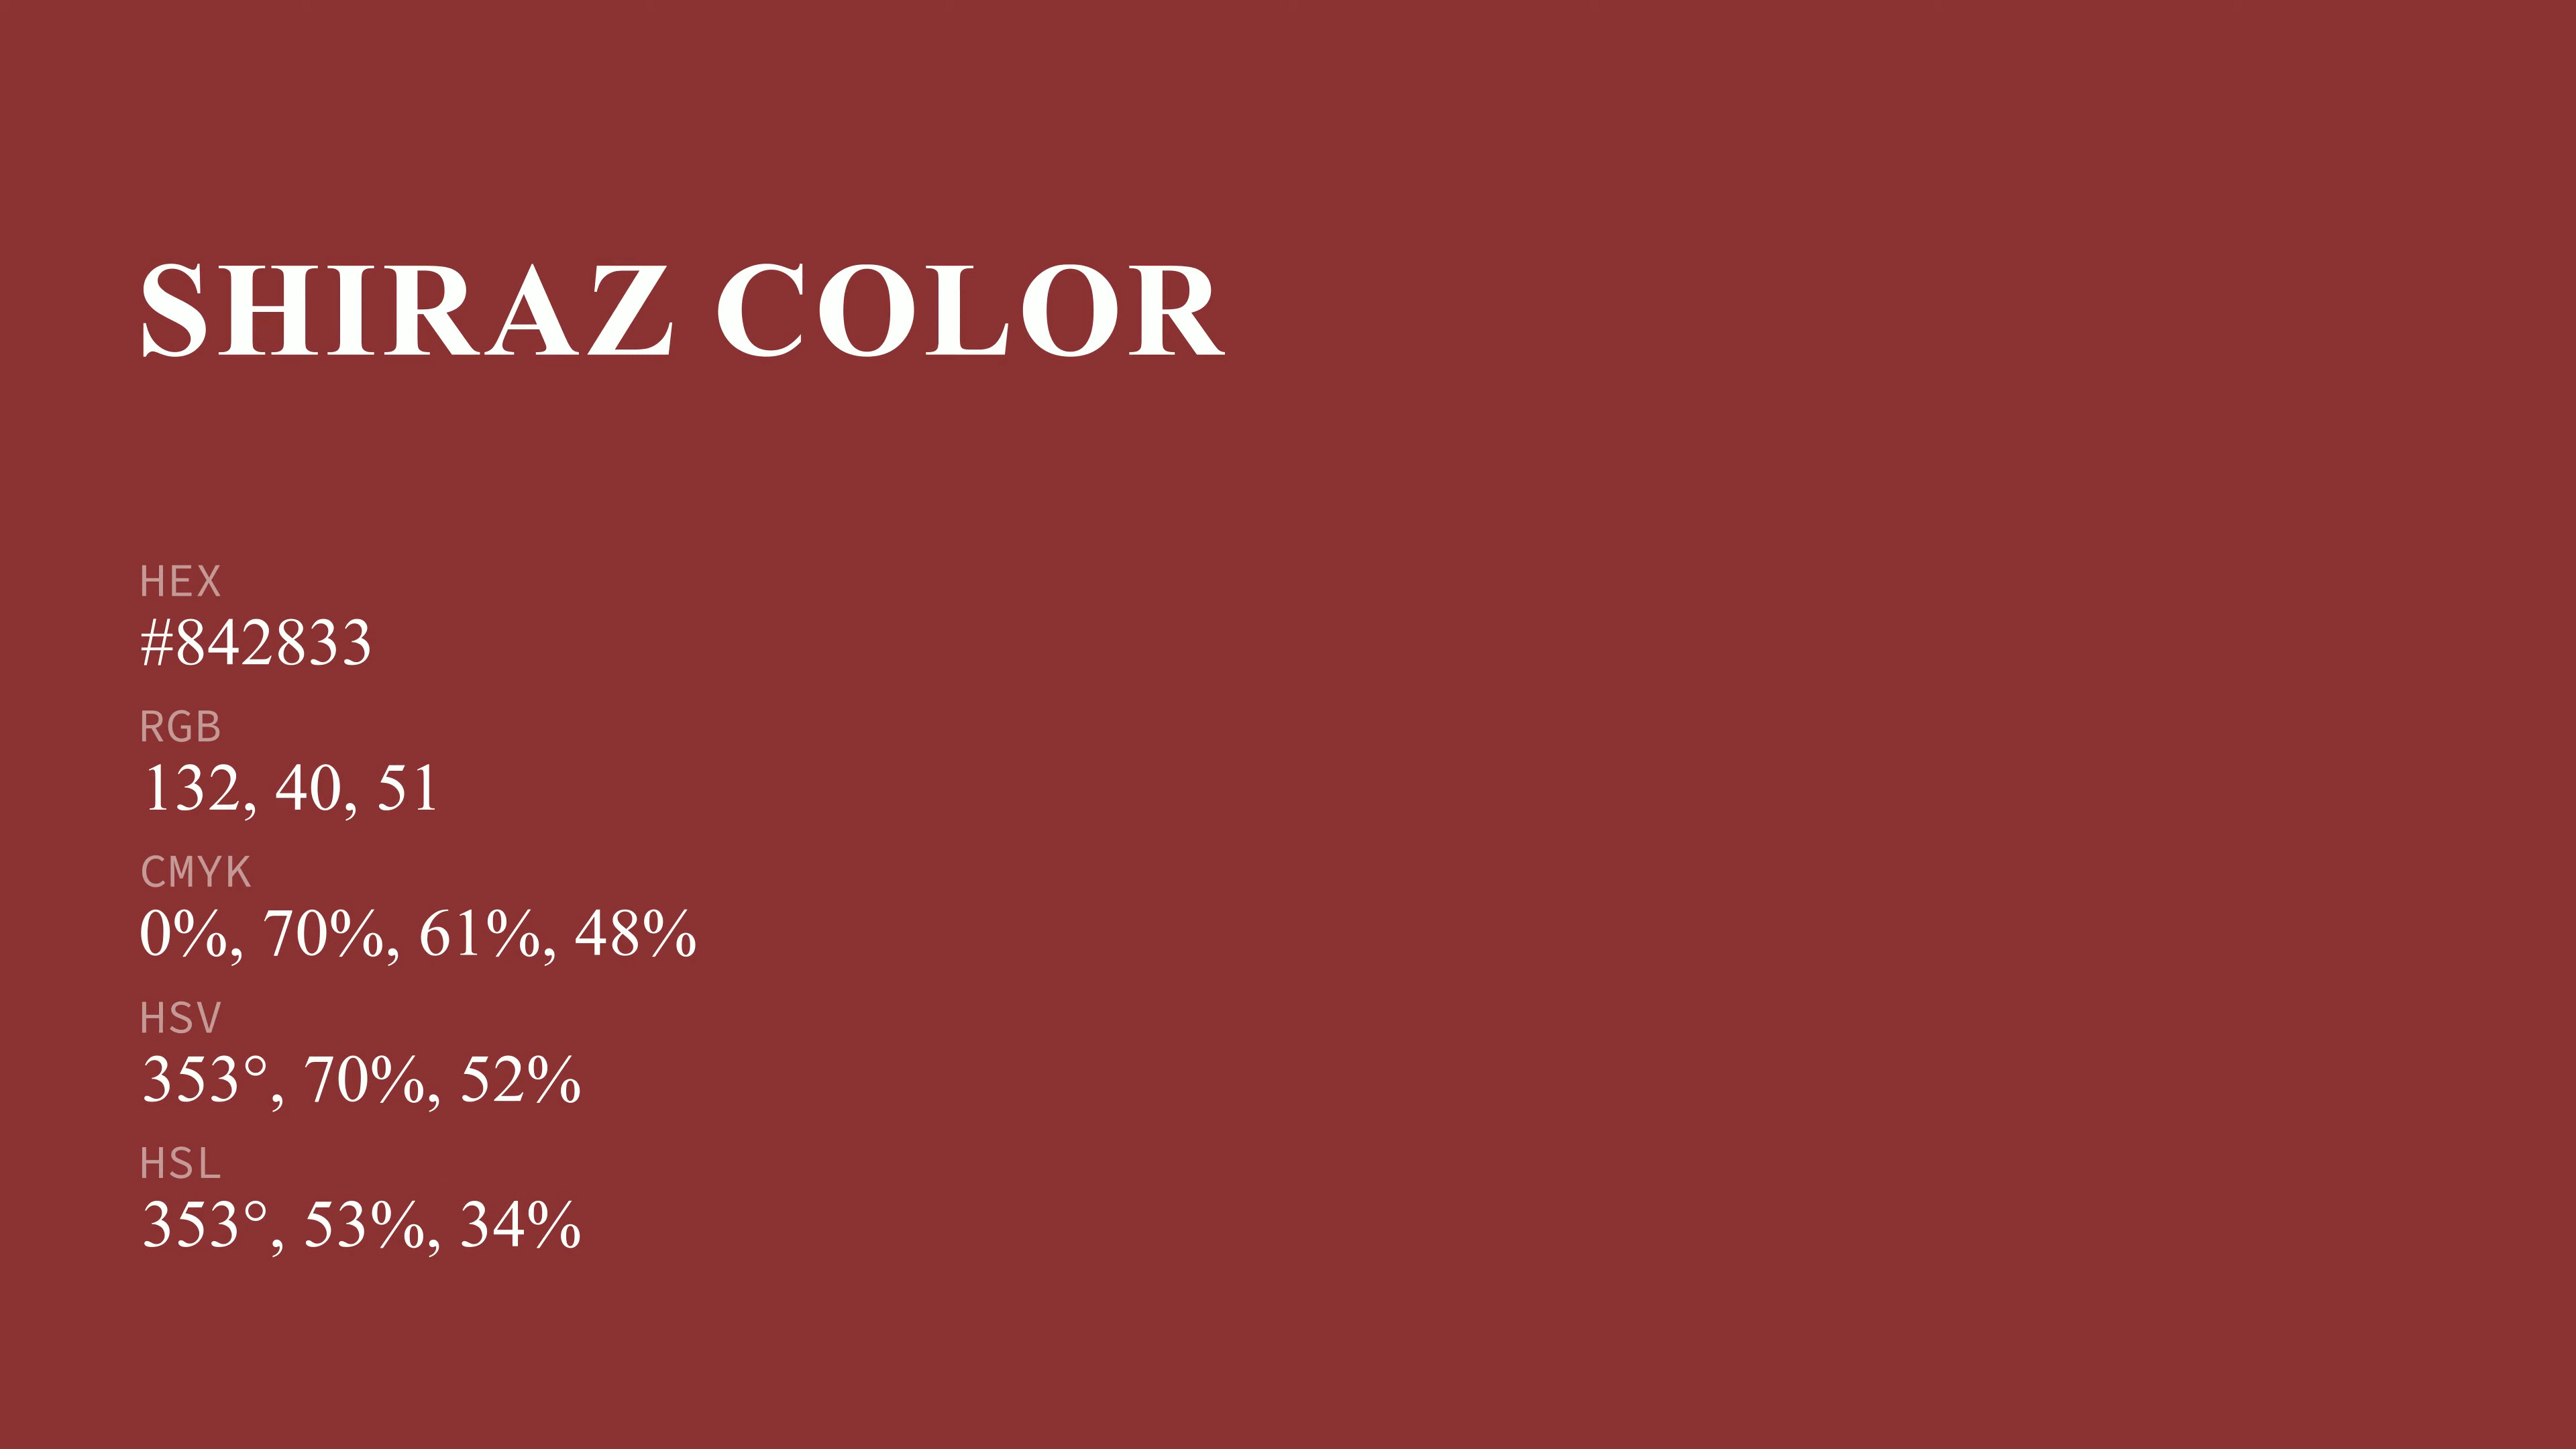 SHIRAZ COLOR
HEX
#842833
RGB
132, 40, 51
CMYK
0%, 70%, 61%, 48%
HSV
353°, 70%, 52%
HSL
353°, 53%, 34%